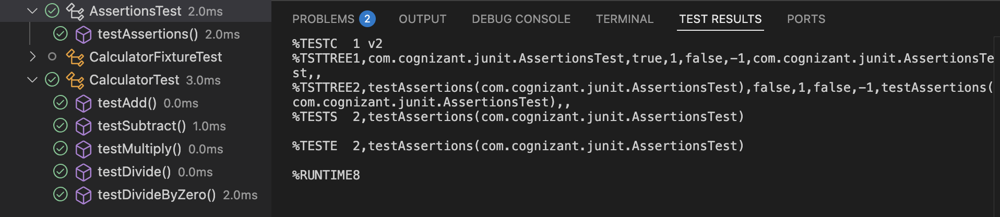 AssertionsTest 2.0ms
testAssertions() 2.0ms
CalculatorFixtureTest
CalculatorTest 3.0ms
testAdd() 0.0ms
testSubtract() 1.0ms
testMultiply() 0.0ms
testDivide() 0.0ms
testDivideByZero() 2.0ms
PROBLEMS 2 OUTPUT DEBUG CONSOLE TERMINAL TEST RESULTS PORTS
%TESTC  1 v2
%TSTTREE1,com.cognizant.junit.AssertionsTest,true,1,false,-1,com.cognizant.junit.AssertionsTe
st,,
%TSTTREE2,testAssertions(com.cognizant.junit.AssertionsTest),false,1,false,-1,testAssertions(
com.cognizant.junit.AssertionsTest),,
%TESTS  2,testAssertions(com.cognizant.junit.AssertionsTest)
%TESTE  2,testAssertions(com.cognizant.junit.AssertionsTest)
%RUNTIME8